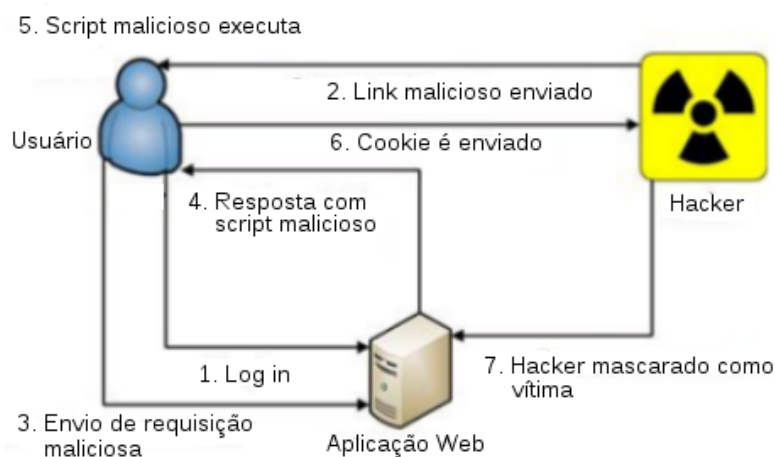 5. Script malicioso executa
2. Link malicioso enviado
Usuário
6. Cookie é enviado
4. Resposta com
script malicioso
Hacker
1. Log in
7. Hacker mascarado como
vítima
3. Envio de requisição
maliciosa
Aplicação Web